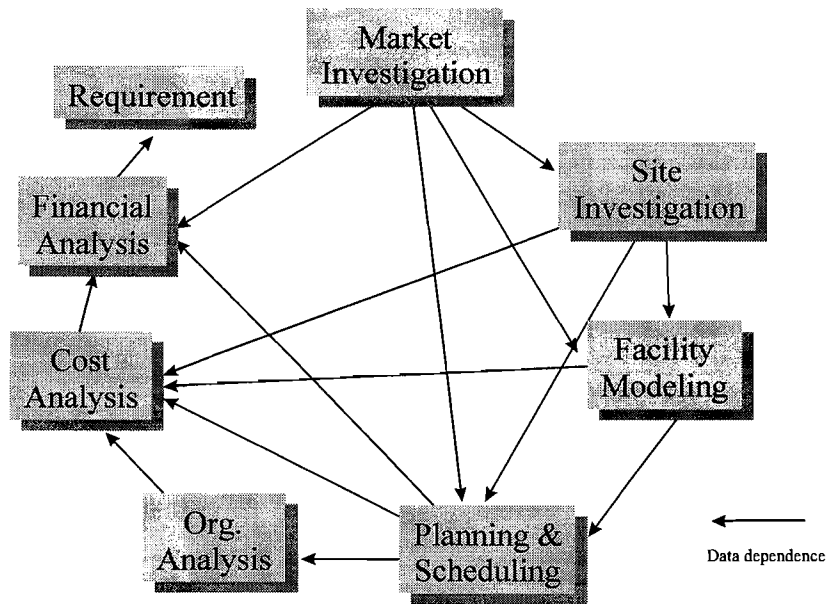 Market
Investigation
Requirement
Site
Investigation
Financial
Analysis
Facility
Modeling
Cost
Analysis
Org.
Analysis
Planning &
Scheduling
Data dependence